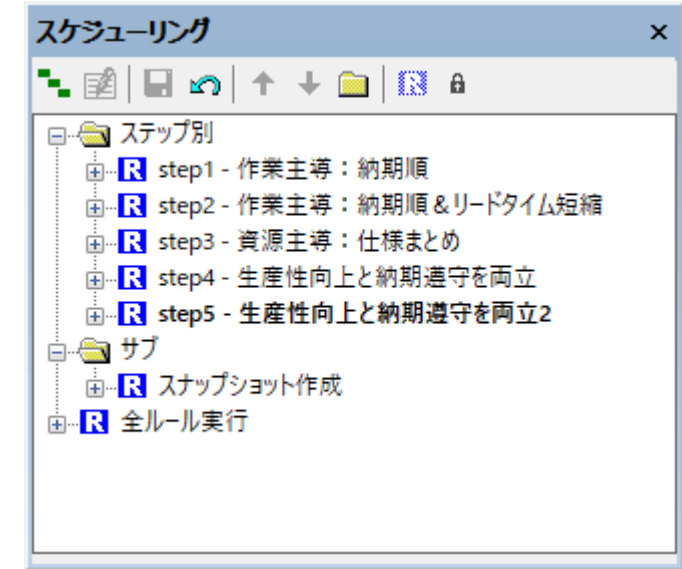 スケジューリング
ステップ別
R step1 - 作業主導：納期順
R step2 - 作業主導：納期順＆リードタイム短縮
R step3 - 資源主導：仕様まとめ
R step4 - 生産性向上と納期遵守を両立
R step5 - 生産性向上と納期遵守を両立2
サブ
R スナップショット作成
R 全ルール実行